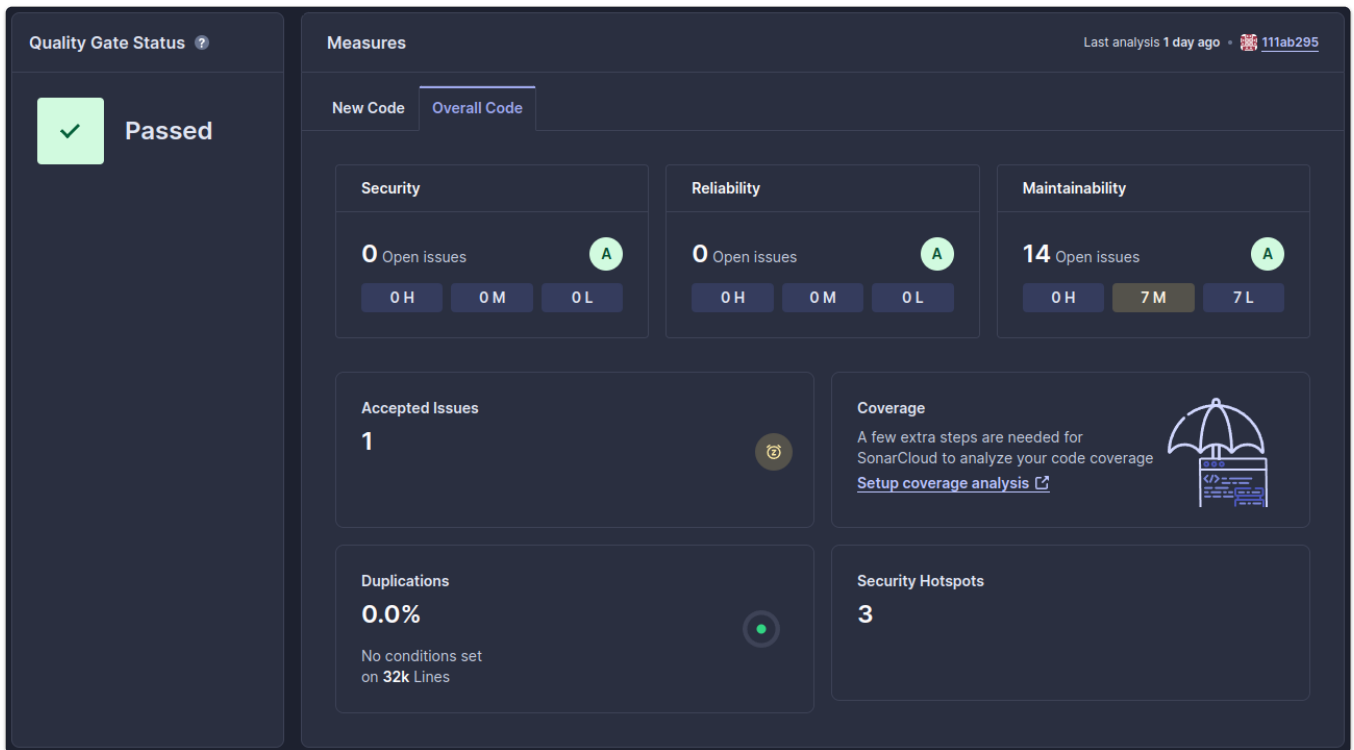 Quality Gate Status ?
Passed
Measures
Last analysis 1 day ago • 111ab295
New Code
Overall Code
Security
0 Open issues
A
0 H
0 M
0 L
Reliability
0 Open issues
A
0 H
0 M
0 L
Maintainability
14 Open issues
A
0 H
7 M
7 L
Accepted Issues
1
Coverage
A few extra steps are needed for
SonarCloud to analyze your code coverage
Setup coverage analysis
</>
Duplications
0.0%
No conditions set
on 32k Lines
Security Hotspots
3